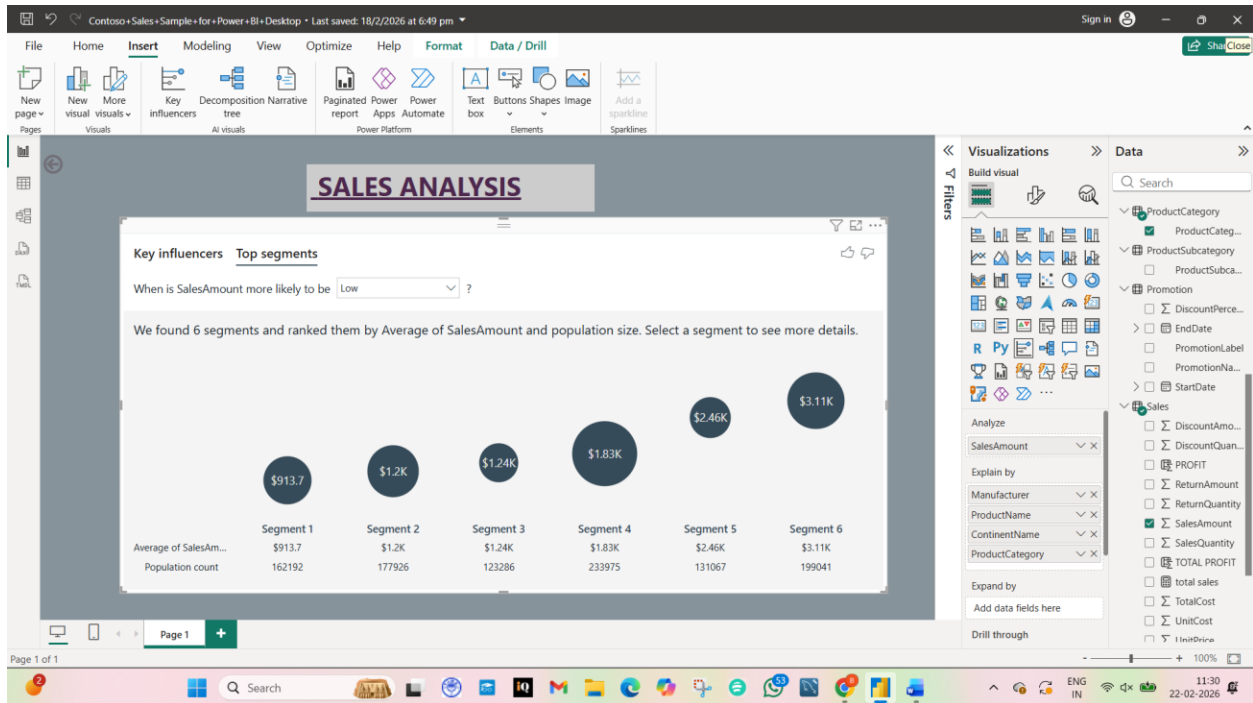 Contoso+Sales+Sample+for+Power+BI+Desktop • Last saved: 18/2/2026 at 6:49 pm
Sign in
File Home Insert Modeling View Optimize Help Format Data / Drill
Share
Close
New page
New visual
More visuals
Key influencers
Decomposition tree
Narrative
Paginated report
Power Apps
Power Automate
Text box
Buttons
Shapes
Image
Add a sparkline
Pages Visuals AI visuals Power Platform Elements Sparklines
SALES ANALYSIS
Key influencers Top segments
When is SalesAmount more likely to be Low ?
We found 6 segments and ranked them by Average of SalesAmount and population size. Select a segment to see more details.
$913.7 $1.2K $1.24K $1.83K $2.46K $3.11K
Segment 1 Segment 2 Segment 3 Segment 4 Segment 5 Segment 6
Average of SalesAm... $913.7 $1.2K $1.24K $1.83K $2.46K $3.11K
Population count 162192 177926 123286 233975 131067 199041
Filters
Visualizations
Build visual
R Py
123
Analyze
SalesAmount
Explain by
Manufacturer
ProductName
ContinentName
ProductCategory
Expand by
Add data fields here
Drill through
Data
Search
ProductCategory
ProductCateg...
ProductSubcategory
ProductSubca...
Promotion
DiscountPerce...
EndDate
PromotionLabel
PromotionNa...
StartDate
Sales
DiscountAmo...
DiscountQuan...
PROFIT
ReturnAmount
ReturnQuantity
SalesAmount
SalesQuantity
TOTAL PROFIT
total sales
TotalCost
UnitCost
UnitPrice
Page 1
Page 1 of 1
100%
2
Search
iQ
53
ENG
IN
11:30
22-02-2026